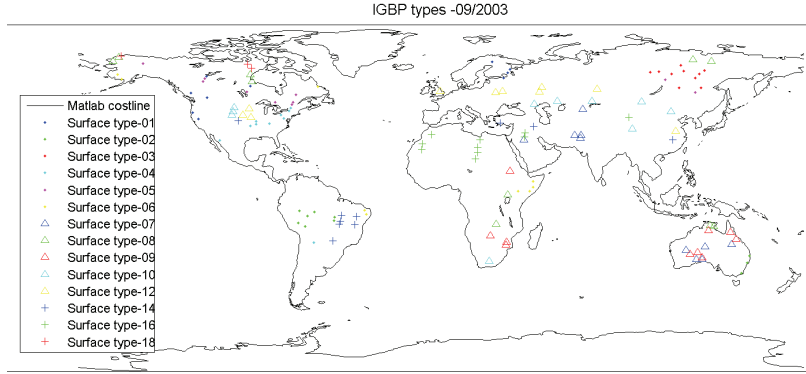 IGBP types -09/2003
Matlab costline
Surface type-01
Surface type-02
Surface type-03
Surface type-04
Surface type-05
Surface type-06
Surface type-07
Surface type-08
Surface type-09
Surface type-10
Surface type-12
Surface type-14
Surface type-16
Surface type-18